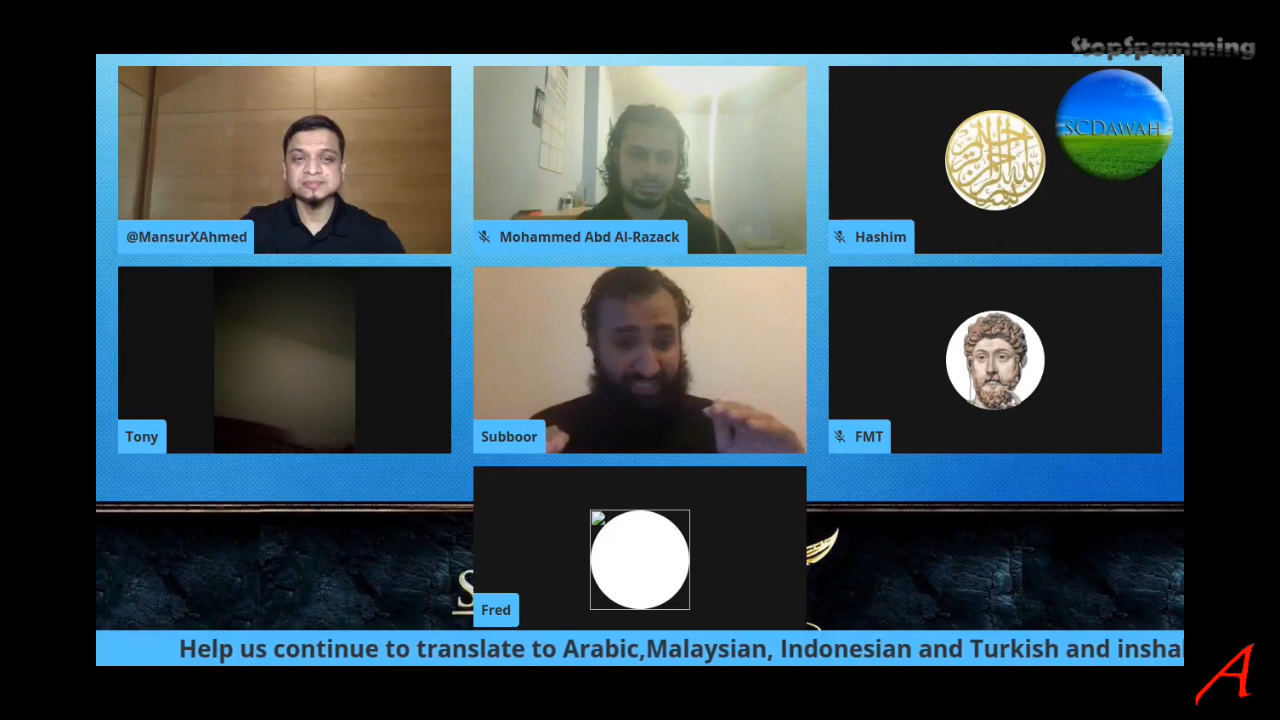 StopSpamming
SCDAWAH
@MansurXAhmed
Mohammed Abd Al-Razack
Hashim
Tony
Subboor
FMT
S
Fred
Help us continue to translate to Arabic,Malaysian, Indonesian and Turkish and insha
A